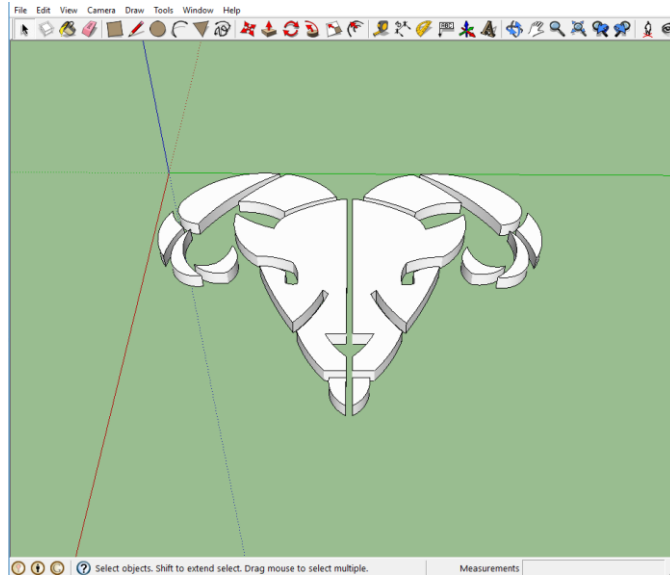 File Edit View Camera Draw Tools Window Help
ABC
Select objects. Shift to extend select. Drag mouse to select multiple.
Measurements